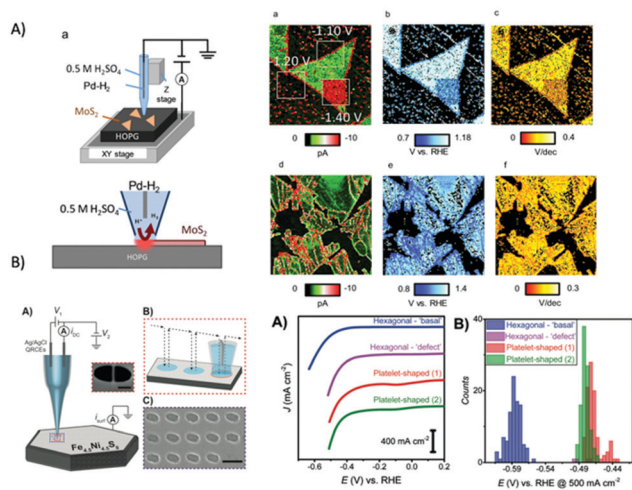 A)
a
0.5 M H₂SO₄
Pd-H₂
MoS₂
HOPG
XY stage
Z
stage
A
Pd-H₂
0.5 M H₂SO₄
H⁺
H₂
MoS₂
HOPG
a
b
c
-1.10 V
-1.20 V
-1.40 V
0 -10
pA
0.7 1.18
V vs. RHE
0 0.4
V/dec
d
e
f
0 -10
pA
0.8 1.4
V vs. RHE
0 0.3
V/dec
B)
A)
V₁
A
i_DC
V₂
Ag/AgCl
QRCEs
i_surf
A
Fe₄.₅Ni₄.₅S₈
B)
C)
A)
Hexagonal - 'basal'
Hexagonal - 'defect'
Platelet-shaped (1)
Platelet-shaped (2)
400 mA cm⁻²
J (mA cm⁻²)
-0.6 -0.4 -0.2 0.0 0.2
E (V) vs. RHE
B)
Hexagonal - 'basal'
Hexagonal - 'defect'
Platelet-shaped (1)
Platelet-shaped (2)
Counts
40
20
0
-0.59 -0.54 -0.49 -0.44
E (V) vs. RHE @ 500 mA cm⁻²